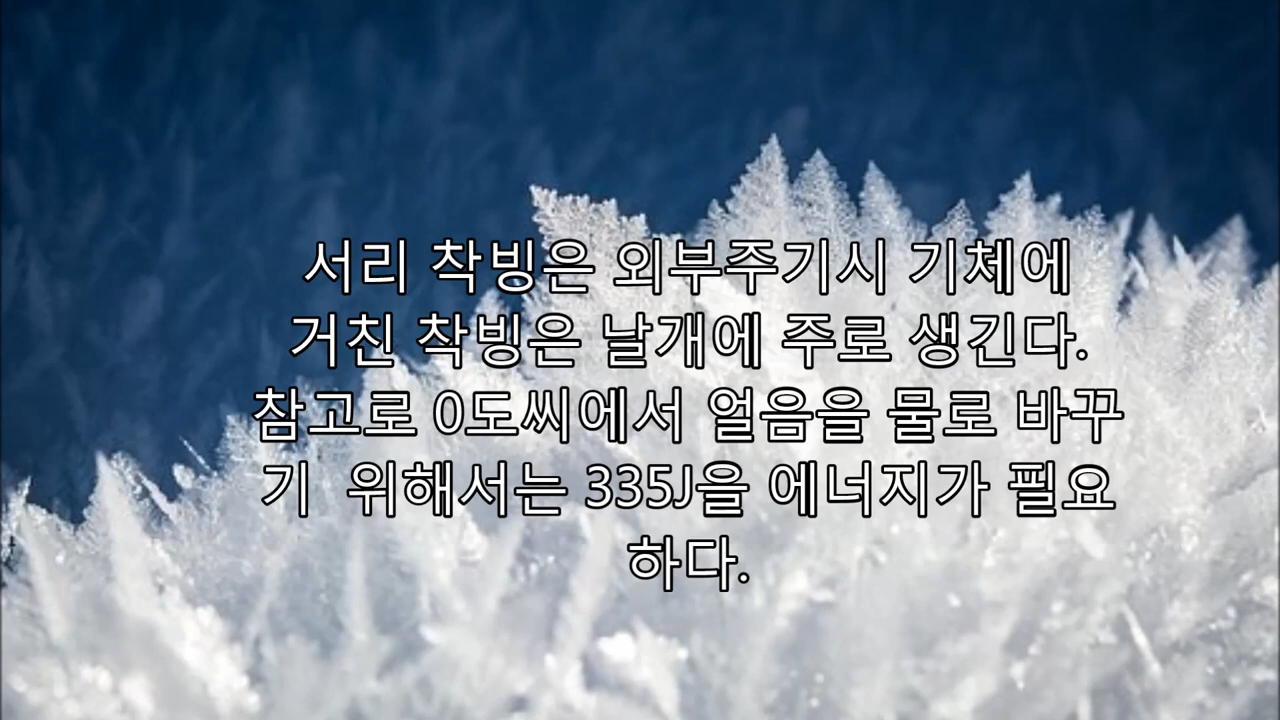 서리 착빙은 외부주기시 기체에
거친 착빙은 날개에 주로 생긴다.
참고로 0도씨에서 얼음을 물로 바꾸
기 위해서는 335J을 에너지가 필요
하다.